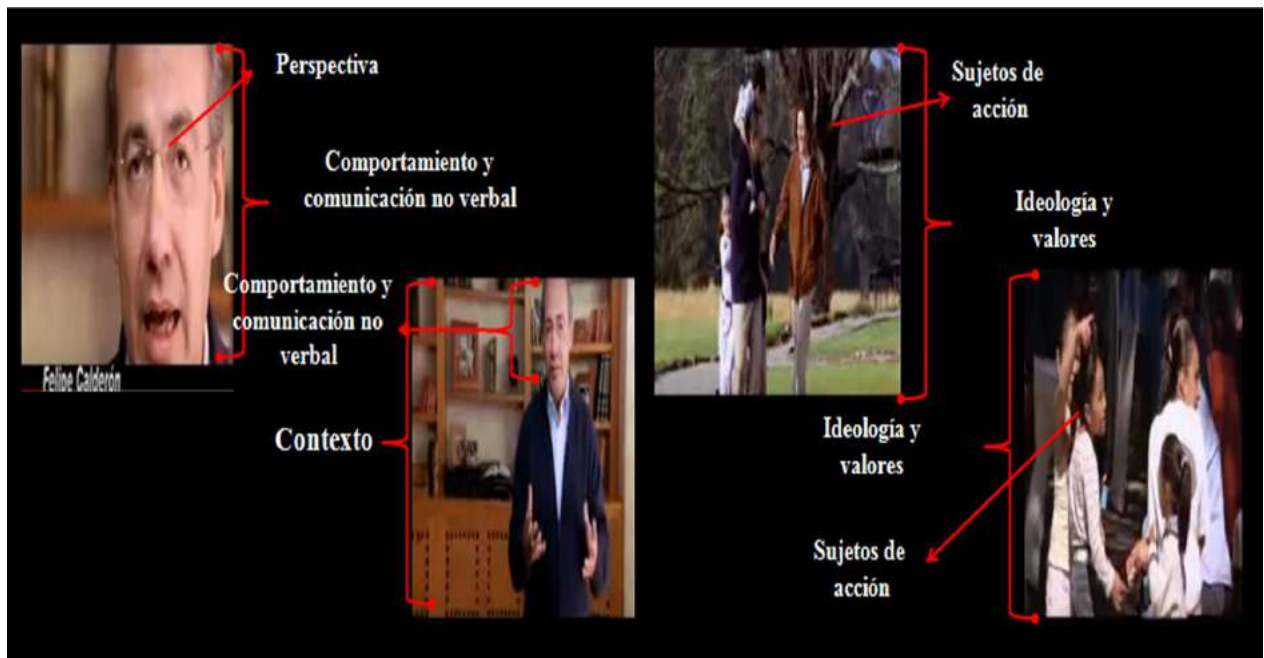 Perspectiva
Comportamiento y
comunicación no verbal
Felipe Calderón
Comportamiento y
comunicación no
verbal
Contexto
Sujetos de
acción
Ideología y
valores
Ideología y
valores
Sujetos de
acción